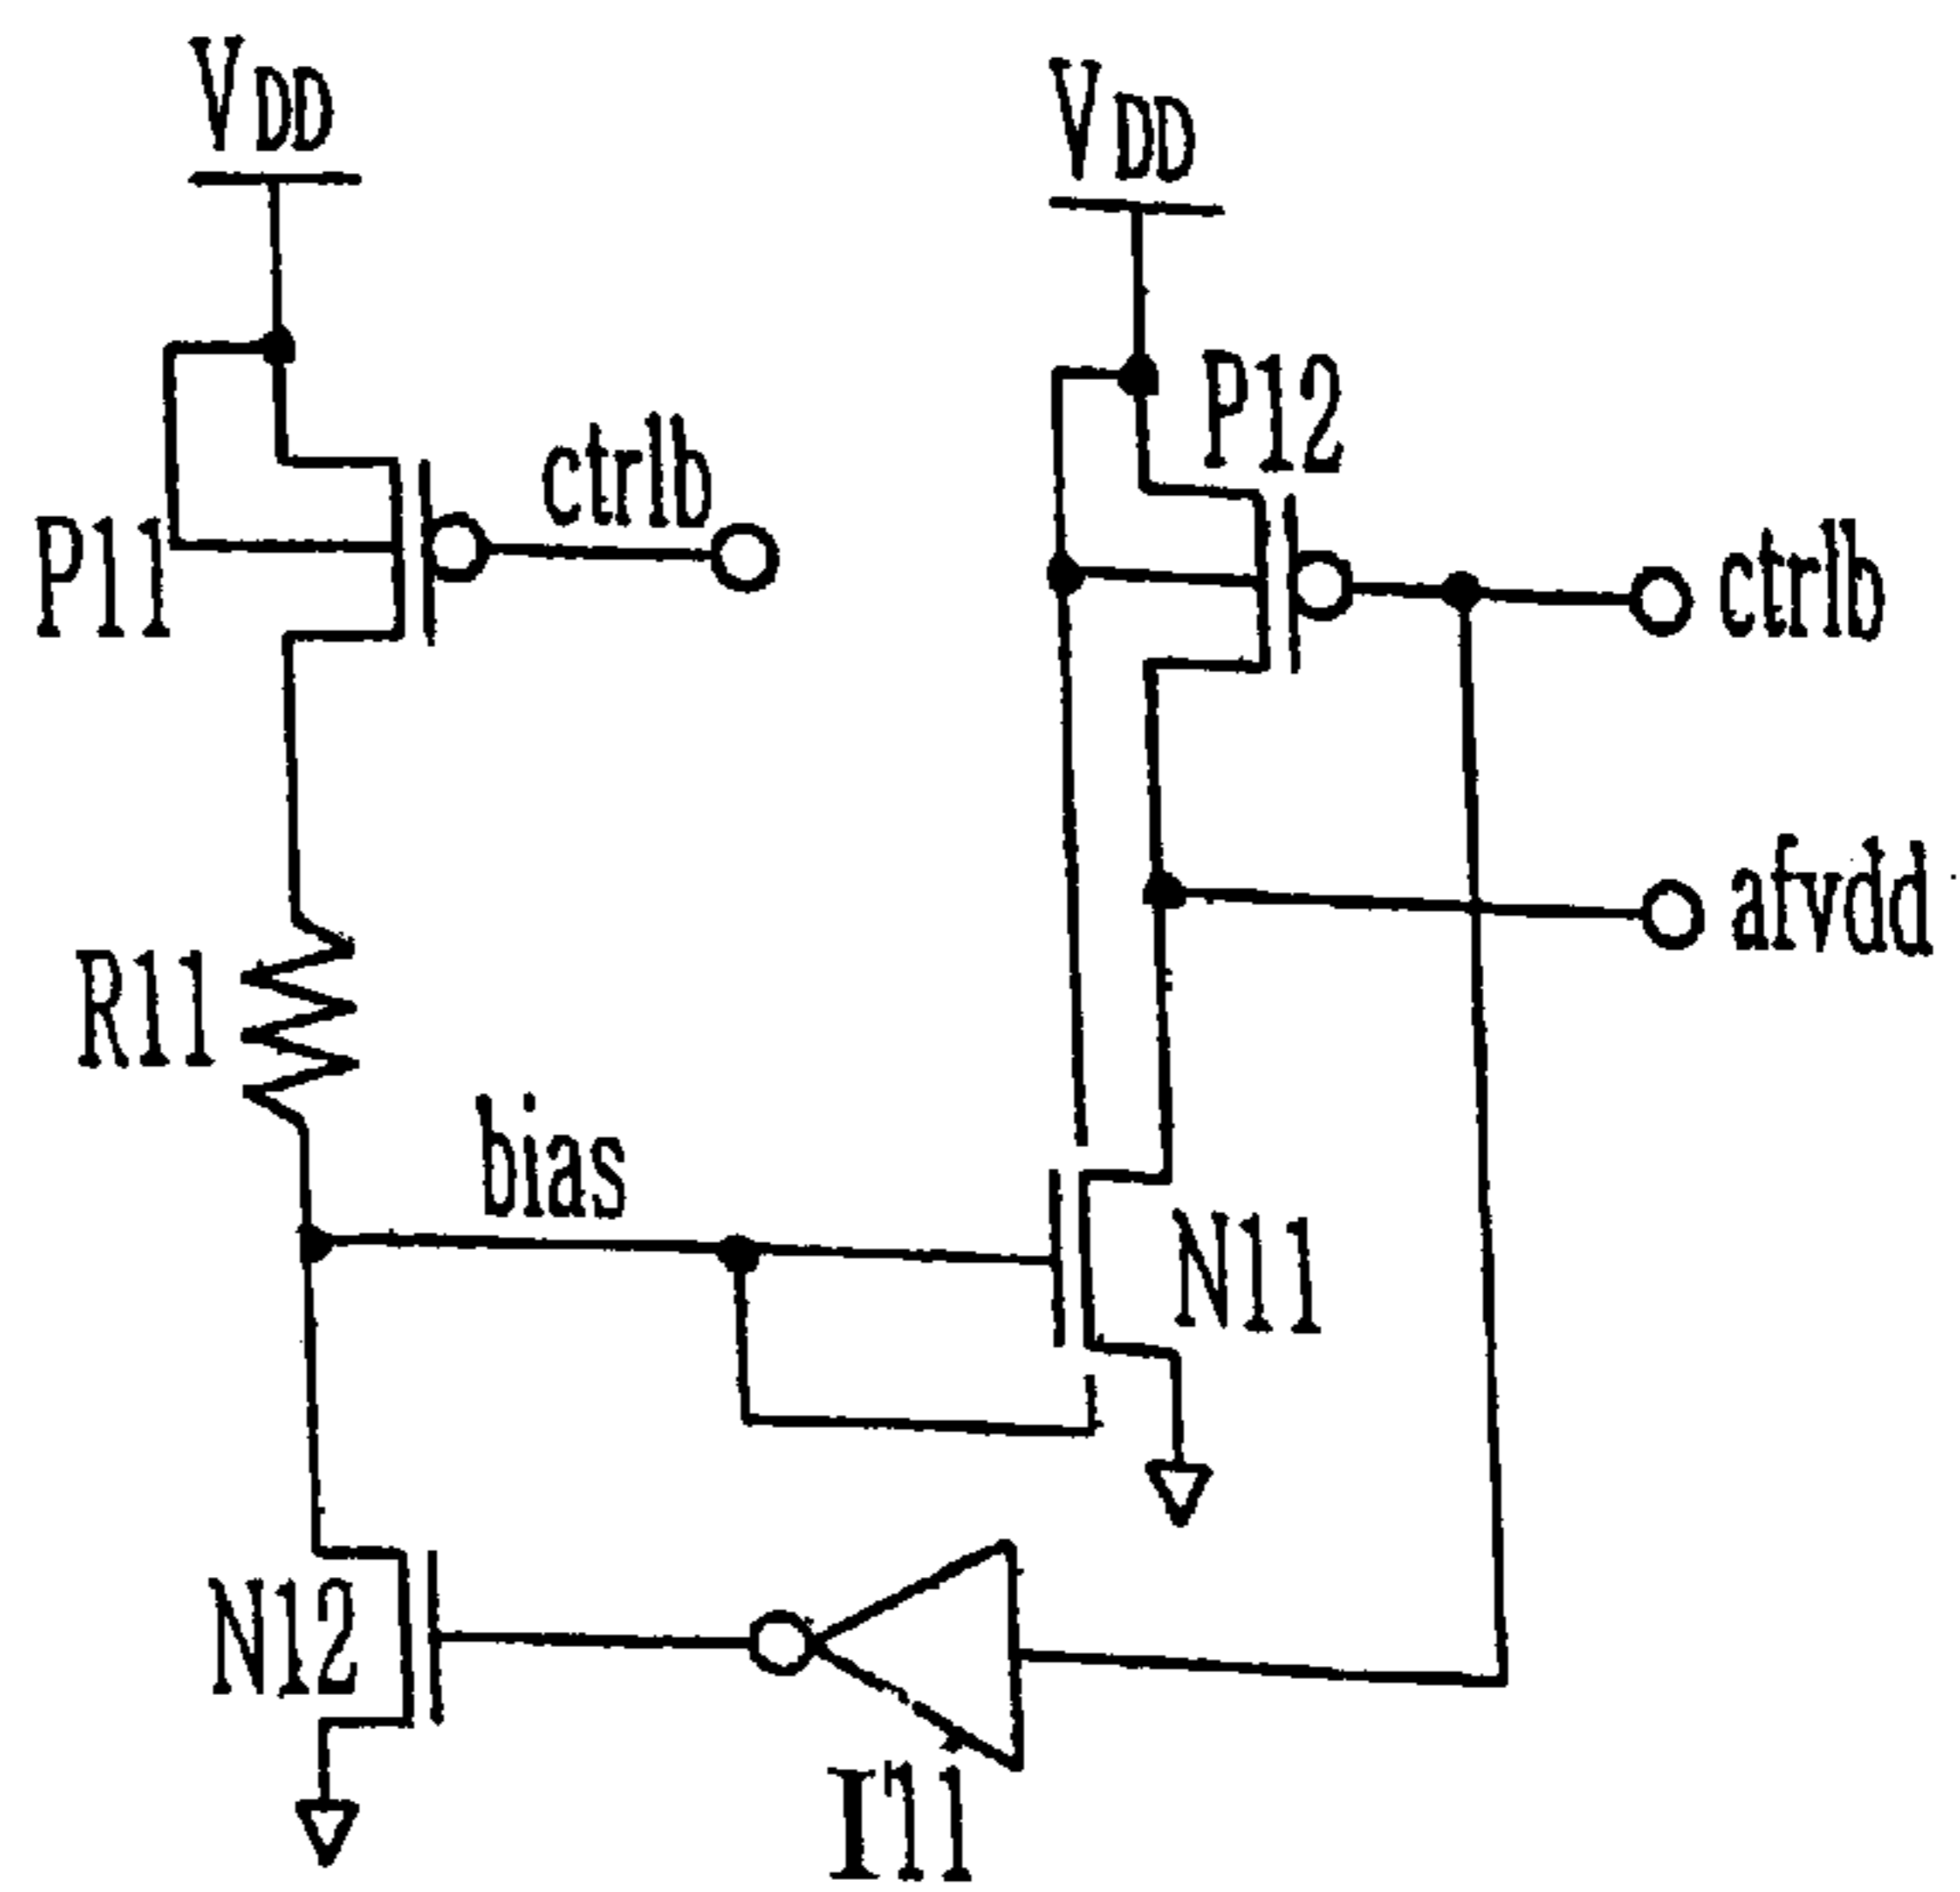 VDD
VDD
P12
ctrlb
P11
ctrlb
afvdd
R11
bias
N11
N12
I11